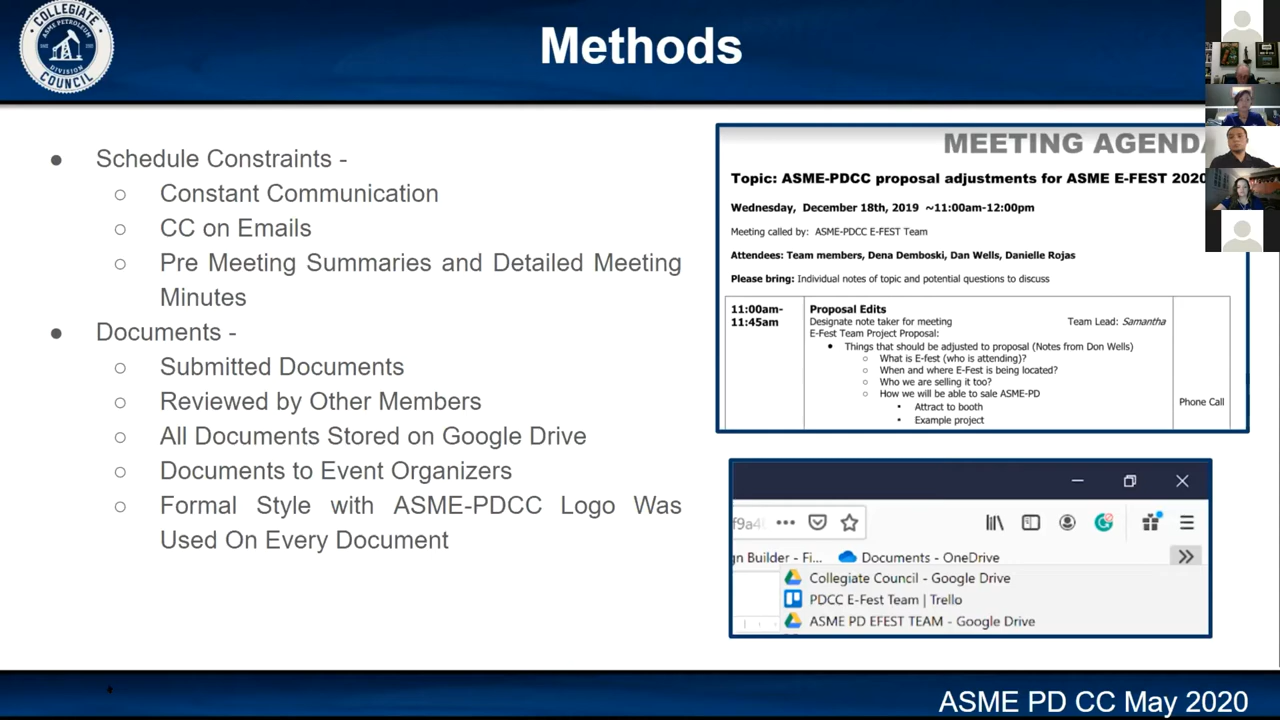 COLLEGIATE
ASME PETROLEUM
DIVISION
COUNCIL
Methods
● Schedule Constraints -
○ Constant Communication
○ CC on Emails
○ Pre Meeting Summaries and Detailed Meeting
Minutes
● Documents -
○ Submitted Documents
○ Reviewed by Other Members
○ All Documents Stored on Google Drive
○ Documents to Event Organizers
○ Formal Style with ASME-PDCC Logo Was
Used On Every Document
MEETING AGENDA
Topic: ASME-PDCC proposal adjustments for ASME E-FEST 2020
Wednesday, December 18th, 2019 ~11:00am-12:00pm
Meeting called by: ASME-PDCC E-FEST Team
Attendees: Team members, Dena Demboski, Dan Wells, Danielle Rojas
Please bring: Individual notes of topic and potential questions to discuss
11:00am-
11:45am
Proposal Edits
Designate note taker for meeting
Team Lead: Samantha
E-Fest Team Project Proposal:
● Things that should be adjusted to proposal (Notes from Don Wells)
○ What is E-fest (who is attending)?
○ When and where E-Fest is being located?
○ Who we are selling it too?
○ How we will be able to sale ASME-PD
• Attract to booth
• Example project
Phone Call
f9a4
gn Builder - Fi... Documents - OneDrive
Collegiate Council - Google Drive
PDCC E-Fest Team | Trello
ASME PD EFEST TEAM - Google Drive
ASME PD CC May 2020